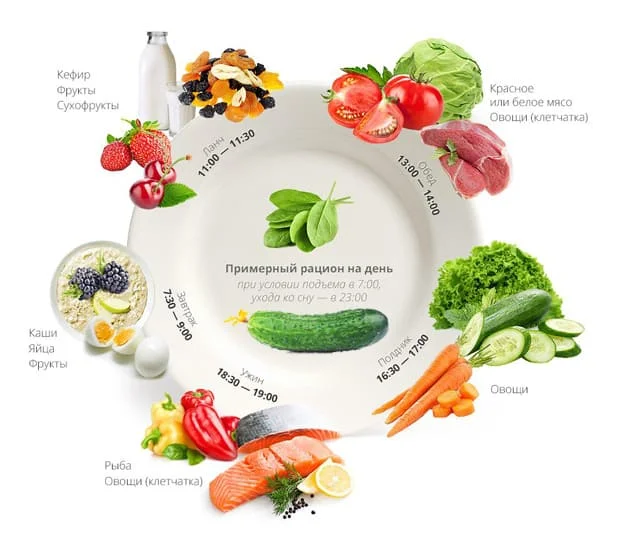 Кефир
Фрукты
Сухофрукты
Ланч
11:00 — 11:30
Красное
или белое мясо
Овощи (клетчатка)
Обед
13:00 — 14:00
Примерный рацион на день
при условии подъема в 7:00,
ухода ко сну — в 23:00
Завтрак
7:30 — 9:00
Каши
Яйца
Фрукты
Полдник
16:30 — 17:00
Овощи
Ужин
18:30 — 19:00
Рыба
Овощи (клетчатка)